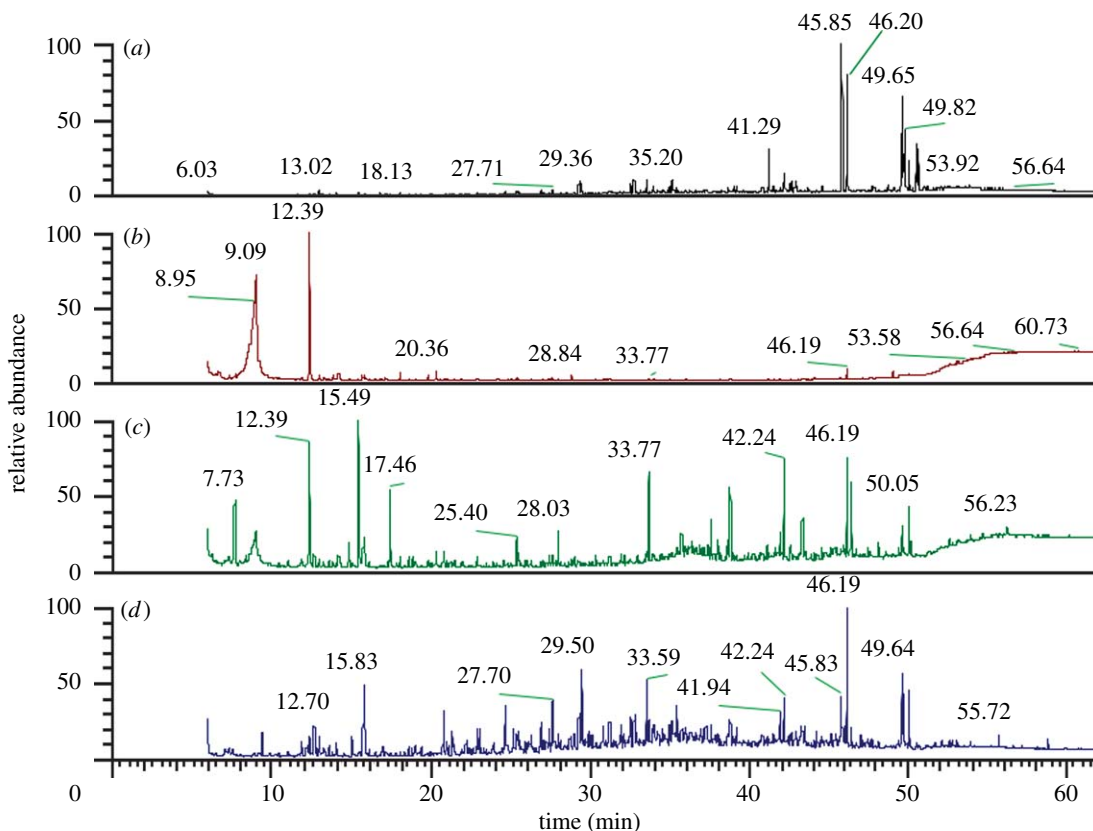 45.85 46.20
100 (a)
49.65
49.82
50 41.29
29.36 35.20
6.03 13.02 18.13 27.71 53.92 56.64
0
12.39
100 (b)
9.09
8.95
50
20.36 28.84 33.77 46.19 53.58 56.64 60.73
0
15.49
100 (c)
12.39 42.24 46.19
33.77
7.73 17.46
50 25.40 28.03 50.05 56.23
0
46.19
100 (d)
15.83 29.50 42.24 49.64
33.59 45.83
50 12.70 27.70 41.94
55.72
0 10 20 30 40 50 60
time (min)
relative abundance